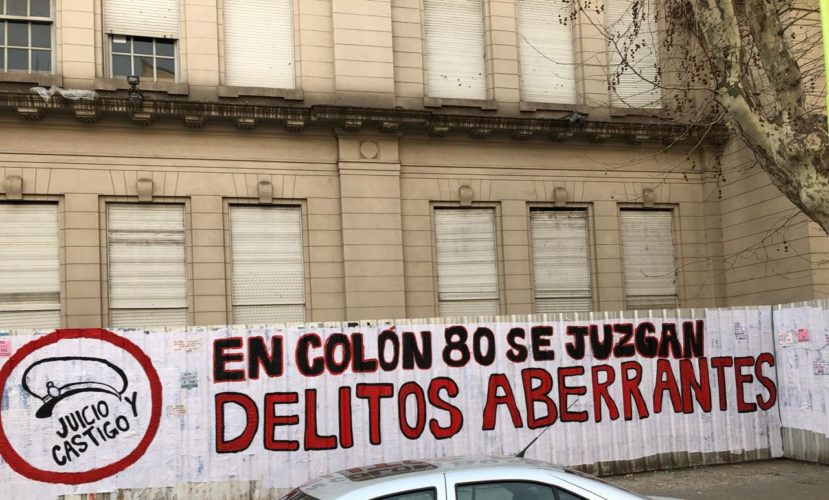 EN COLÓN 80 SE JUZGAN
DELITOS ABERRANTES
JUICIO Y
CASTIGO